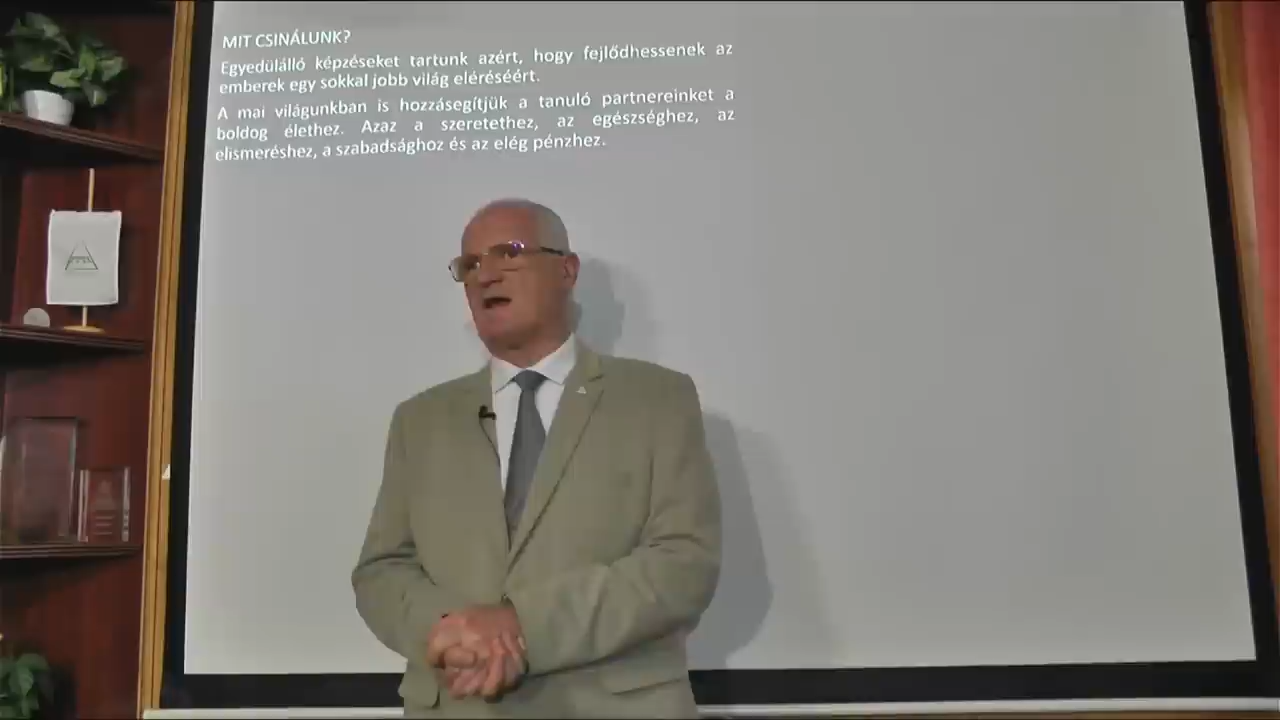 MIT CSINÁLUNK?
Egyedülálló képzéseket tartunk azért, hogy fejlődhessenek az
emberek egy sokkal jobb világ eléréséért.
A mai világunkban is hozzásegítjük a tanuló partnereinket a
boldog élethez. Azaz a szeretethez, az egészséghez, az
elismeréshez, a szabadsághoz és az elég pénzhez.